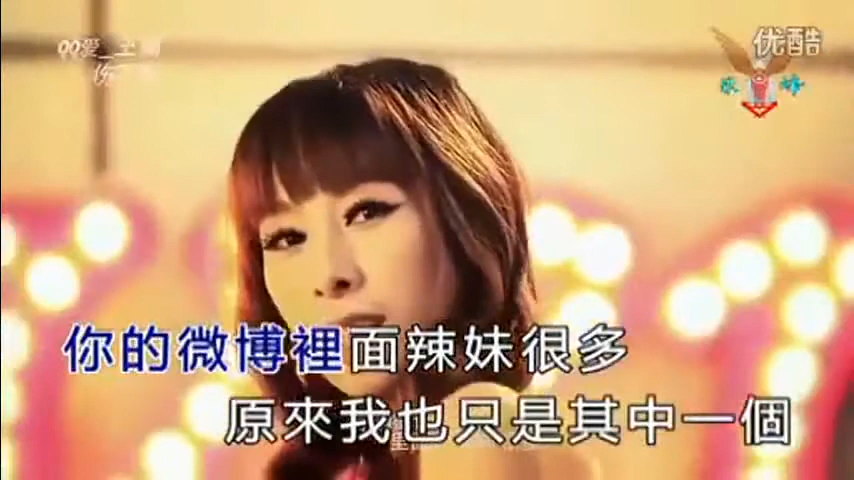 优酷
你的微博裡面辣妹很多
原來我也只是其中一個